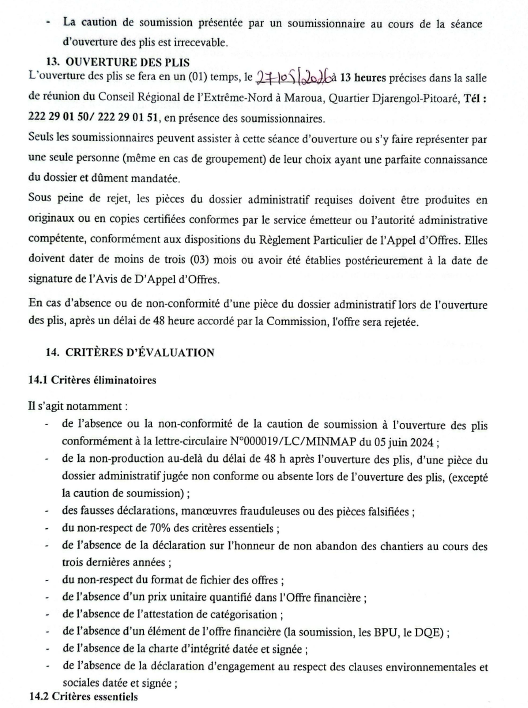 - La caution de soumission présentée par un soumissionnaire au cours de la séance
d'ouverture des plis est irrecevable.
13. OUVERTURE DES PLIS
L'ouverture des plis se fera en un (01) temps, le 27/05/2026 à 13 heures précises dans la salle
de réunion du Conseil Régional de l'Extrême-Nord à Maroua, Quartier Djarengol-Pitoaré, Tél :
222 29 01 50/ 222 29 01 51, en présence des soumissionnaires.
Seuls les soumissionnaires peuvent assister à cette séance d'ouverture ou s'y faire représenter par
une seule personne (même en cas de groupement) de leur choix ayant une parfaite connaissance
du dossier et dûment mandatée.
Sous peine de rejet, les pièces du dossier administratif requises doivent être produites en
originaux ou en copies certifiées conformes par le service émetteur ou l'autorité administrative
compétente, conformément aux dispositions du Règlement Particulier de l'Appel d'Offres. Elles
doivent dater de moins de trois (03) mois ou avoir été établies postérieurement à la date de
signature de l'Avis de D'Appel d'Offres.
En cas d'absence ou de non-conformité d'une pièce du dossier administratif lors de l'ouverture
des plis, après un délai de 48 heure accordé par la Commission, l'offre sera rejetée.
14. CRITÈRES D'ÉVALUATION
14.1 Critères éliminatoires
Il s'agit notamment :
- de l'absence ou la non-conformité de la caution de soumission à l'ouverture des plis
conformément à la lettre-circulaire N°000019/LC/MINMAP du 05 juin 2024 ;
- de la non-production au-delà du délai de 48 h après l'ouverture des plis, d'une pièce du
dossier administratif jugée non conforme ou absente lors de l'ouverture des plis, (excepté
la caution de soumission) ;
- des fausses déclarations, manœuvres frauduleuses ou des pièces falsifiées ;
- du non-respect de 70% des critères essentiels ;
- de l'absence de la déclaration sur l'honneur de non abandon des chantiers au cours des
trois dernières années ;
- du non-respect du format de fichier des offres ;
- de l'absence d'un prix unitaire quantifié dans l'Offre financière ;
- de l'absence de l'attestation de catégorisation ;
- de l'absence d'un élément de l'offre financière (la soumission, les BPU, le DQE) ;
- de l'absence de la charte d'intégrité datée et signée ;
- de l'absence de la déclaration d'engagement au respect des clauses environnementales et
sociales datée et signée ;
14.2 Critères essentiels